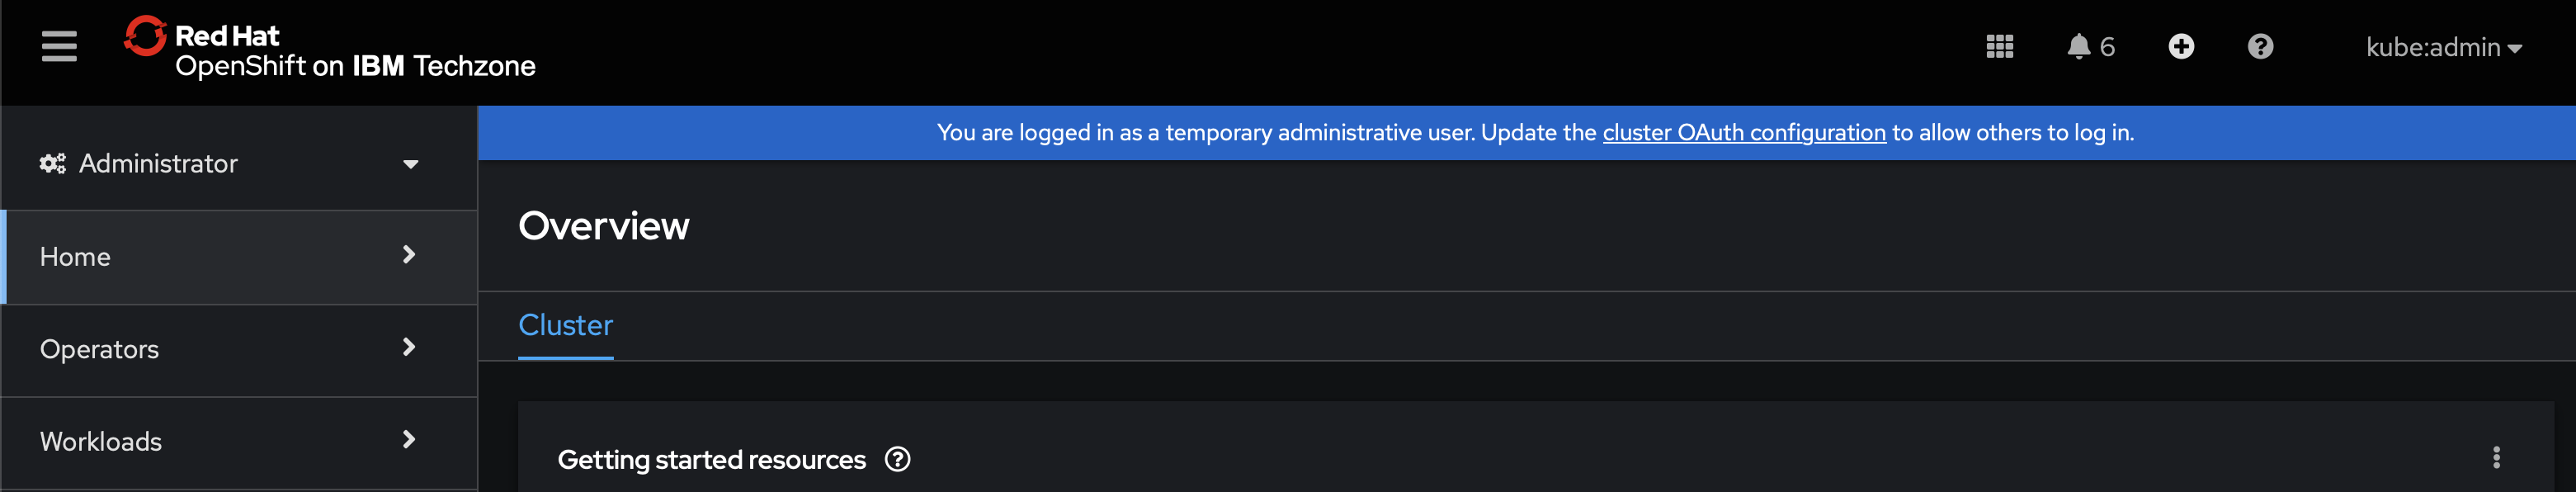 Red Hat
OpenShift on IBM Techzone
6
kube:admin
You are logged in as a temporary administrative user. Update the cluster OAuth configuration to allow others to log in.
Administrator
Home
Operators
Workloads
Overview
Cluster
Getting started resources